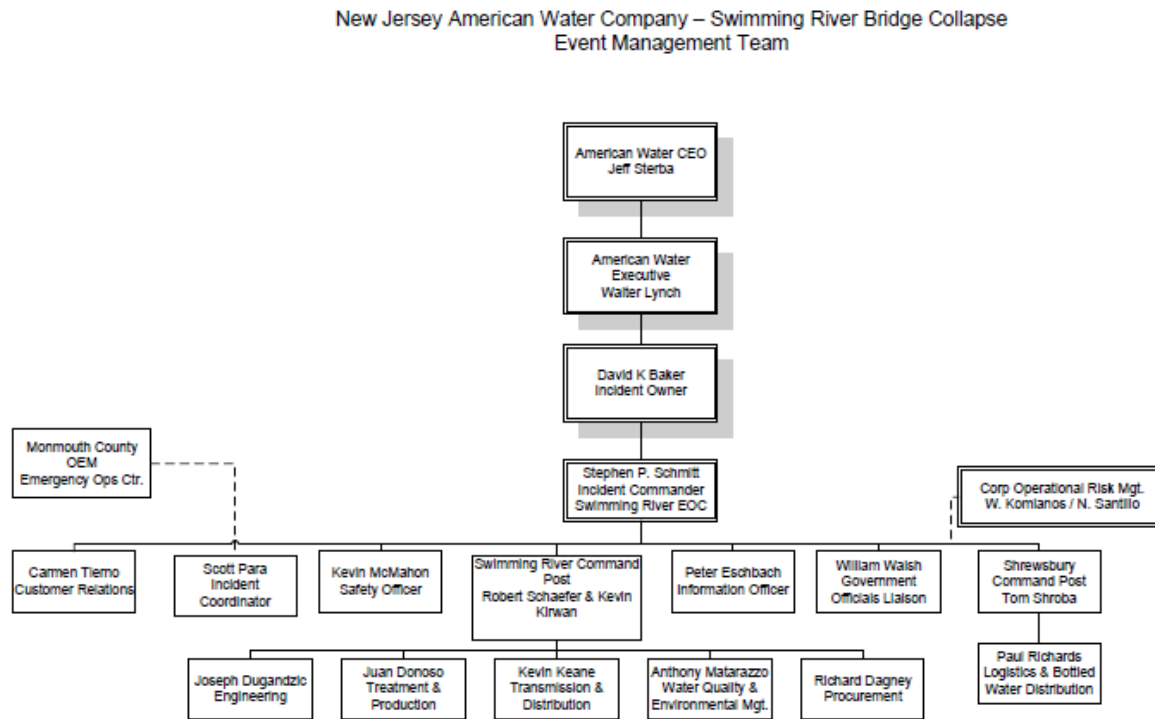 New Jersey American Water Company – Swimming River Bridge Collapse
Event Management Team
American Water CEO
Jeff Sterba
American Water
Executive
Walter Lynch
David K Baker
Incident Owner
Monmouth County
OEM
Emergency Ops Ctr.
Stephen P. Schmitt
Incident Commander
Swimming River EOC
Corp Operational Risk Mgt.
W. Komianos / N. Santillo
Carmen Tierno
Customer Relations
Scott Para
Incident
Coordinator
Kevin McMahon
Safety Officer
Swimming River Command
Post
Robert Schaefer & Kevin
Kirwan
Peter Eschbach
Information Officer
William Walsh
Government
Officials Liaison
Shrewsbury
Command Post
Tom Shroba
Joseph Dugandzic
Engineering
Juan Donoso
Treatment &
Production
Kevin Keane
Transmission &
Distribution
Anthony Matarazzo
Water Quality &
Environmental Mgt.
Richard Dagney
Procurement
Paul Richards
Logistics & Bottled
Water Distribution